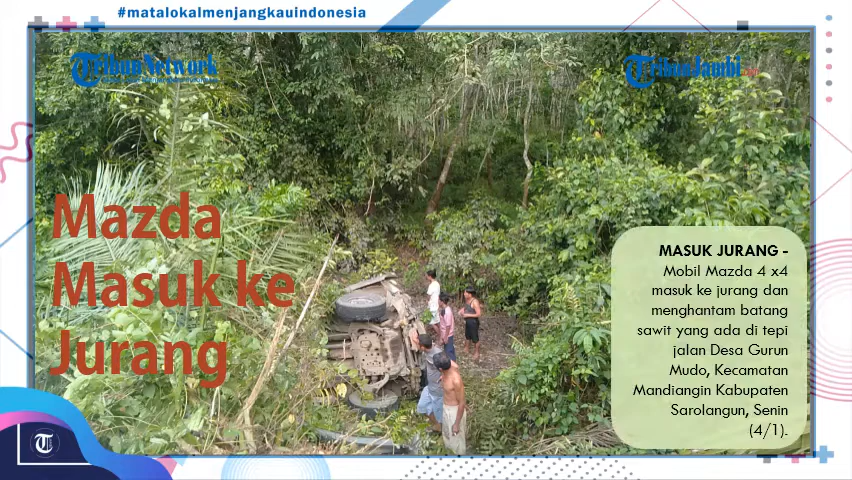 #matalokalmenjangkauindonesia
TribunNetwork
TribunJambi.com
Mazda
Masuk ke
Jurang
MASUK JURANG -
Mobil Mazda 4 x4
masuk ke jurang dan
menghantam batang
sawit yang ada di tepi
jalan Desa Gurun
Mudo, Kecamatan
Mandiangin Kabupaten
Sarolangun, Senin
(4/1).
T